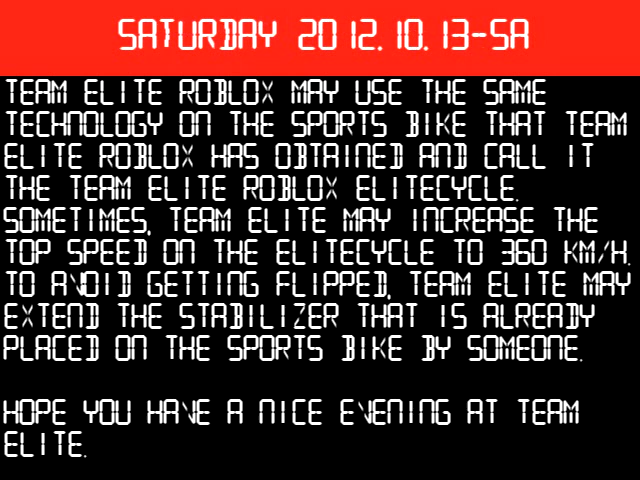 SATURDAY 2012.10.13-SA
TEAM ELITE ROBLOX MAY USE THE SAME
TECHNOLOGY ON THE SPORTS BIKE THAT TEAM
ELITE ROBLOX HAS OBTAINED AND CALL IT
THE TEAM ELITE ROBLOX ELITECYCLE.
SOMETIMES, TEAM ELITE MAY INCREASE THE
TOP SPEED ON THE ELITECYCLE TO 360 KM/H.
TO AVOID GETTING FLIPPED, TEAM ELITE MAY
EXTEND THE STABILIZER THAT IS ALREADY
PLACED ON THE SPORTS BIKE BY SOMEONE.
HOPE YOU HAVE A NICE EVENING AT TEAM
ELITE.